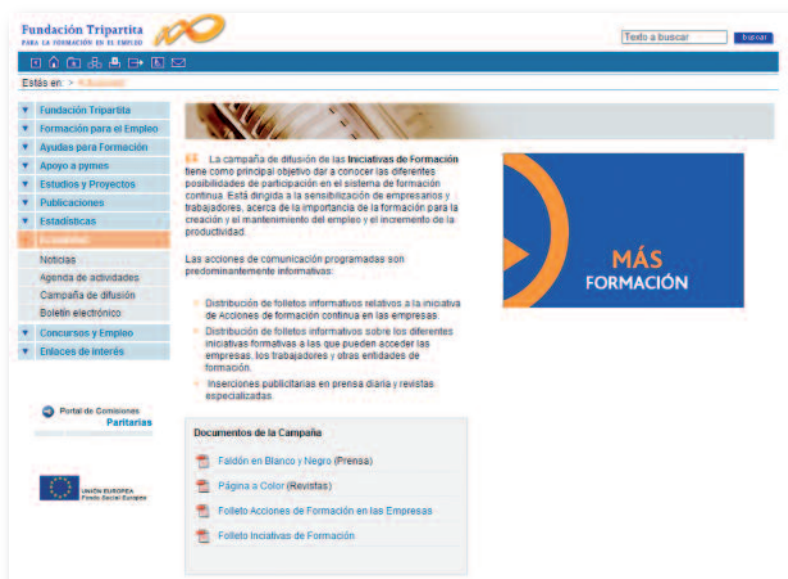 Fundación Tripartita
PARA LA FORMACIÓN EN EL EMPLEO
Texto a buscar
buscar
Estás en: >
Fundación Tripartita
Formación para el Empleo
Ayudas para Formación
Apoyo a pymes
Estudios y Proyectos
Publicaciones
Estadísticas
Noticias
Agenda de actividades
Campaña de difusión
Boletín electrónico
Concursos y Empleo
Enlaces de interés
Portal de Comisiones
Paritarias
UNIÓN EUROPEA
Fondo Social Europeo
La campaña de difusión de las Iniciativas de Formación
tiene como principal objetivo dar a conocer las diferentes
posibilidades de participación en el sistema de formación
continua. Está dirigida a la sensibilización de empresarios y
trabajadores, acerca de la importancia de la formación para la
creación y el mantenimiento del empleo y el incremento de la
productividad.
Las acciones de comunicación programadas son
predominantemente informativas:
Distribución de folletos informativos relativos a la iniciativa
de Acciones de formación continua en las empresas.
Distribución de folletos informativos sobre los diferentes
iniciativas formativas a las que pueden acceder las
empresas, los trabajadores y otras entidades de
formación.
Inserciones publicitarias en prensa diaria y revistas
especializadas.
Documentos de la Campaña
Faldón en Blanco y Negro (Prensa)
Página a Color (Revistas)
Folleto Acciones de Formación en las Empresas
Folleto Inciativas de Formación
MÁS
FORMACIÓN